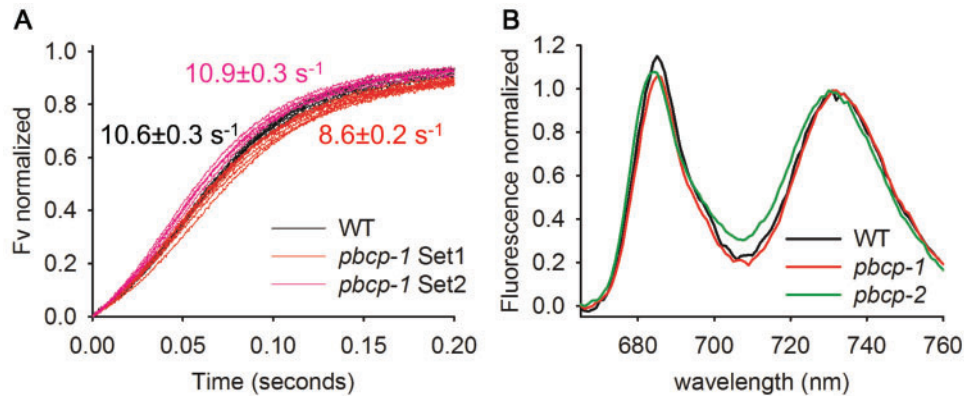 A
Fv normalized
1.0
0.8
0.6
0.4
0.2
0.0
10.9±0.3 s⁻¹
10.6±0.3 s⁻¹
8.6±0.2 s⁻¹
WT
pbcp-1 Set1
pbcp-1 Set2
0.00 0.05 0.10 0.15 0.20
Time (seconds)
B
Fluorescence normalized
1.2
1.0
0.8
0.6
0.4
0.2
0.0
WT
pbcp-1
pbcp-2
680 700 720 740 760
wavelength (nm)